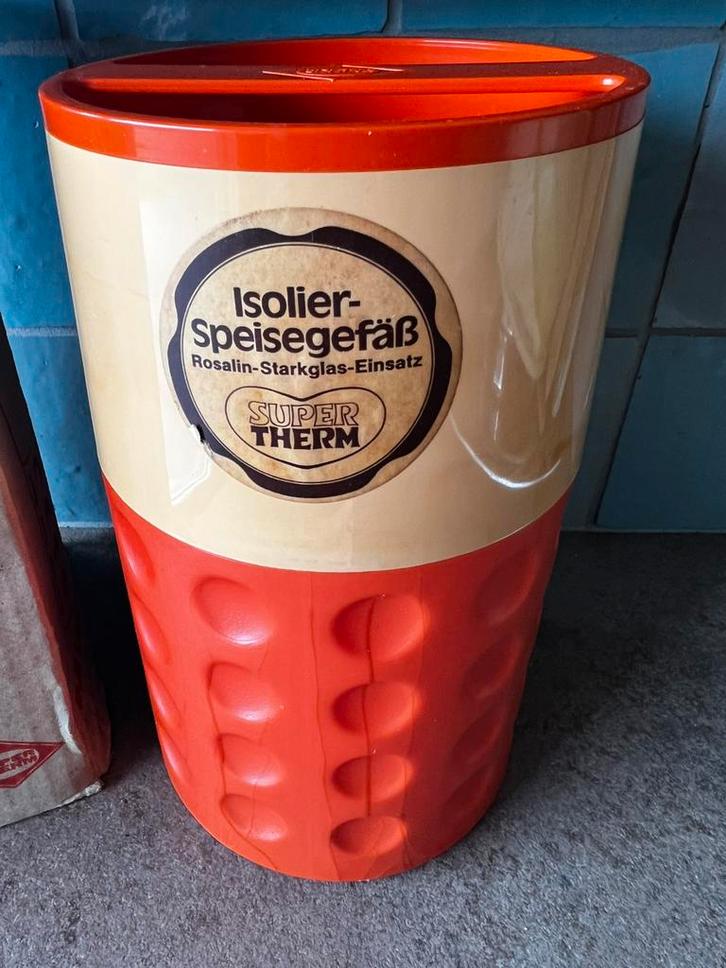 Isolier-
Speisegefäß
Rosalin-Starkglas-Einsatz
SUPER
THERM